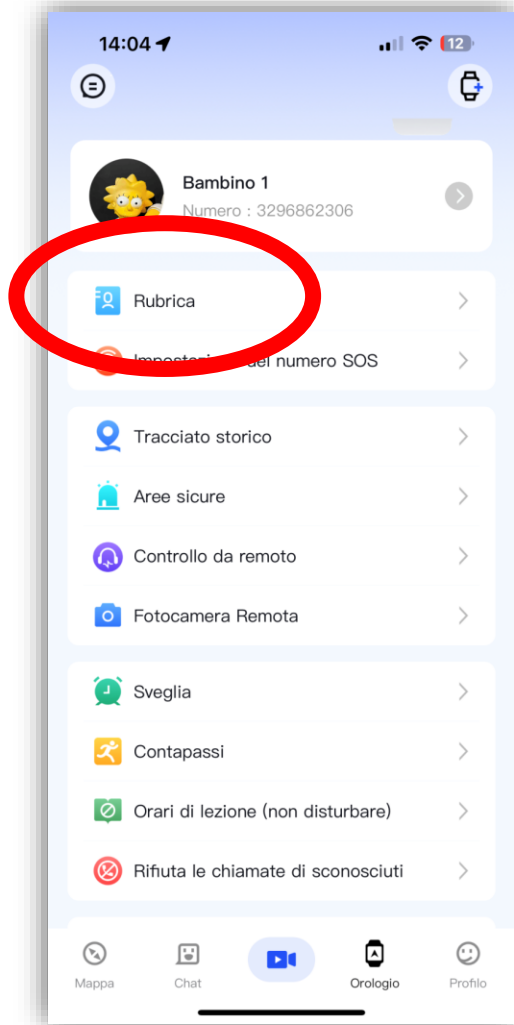 14:04
12
Bambino 1
Numero : 3296862306
Rubrica
Impostazioni del numero SOS
Tracciato storico
Aree sicure
Controllo da remoto
Fotocamera Remota
Sveglia
Contapassi
Orari di lezione (non disturbare)
Rifiuta le chiamate di sconosciuti
Mappa
Chat
Orologio
Profilo